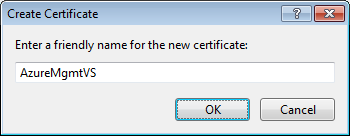 Create Certificate
Enter a friendly name for the new certificate:
AzureMgmtVS
OK Cancel